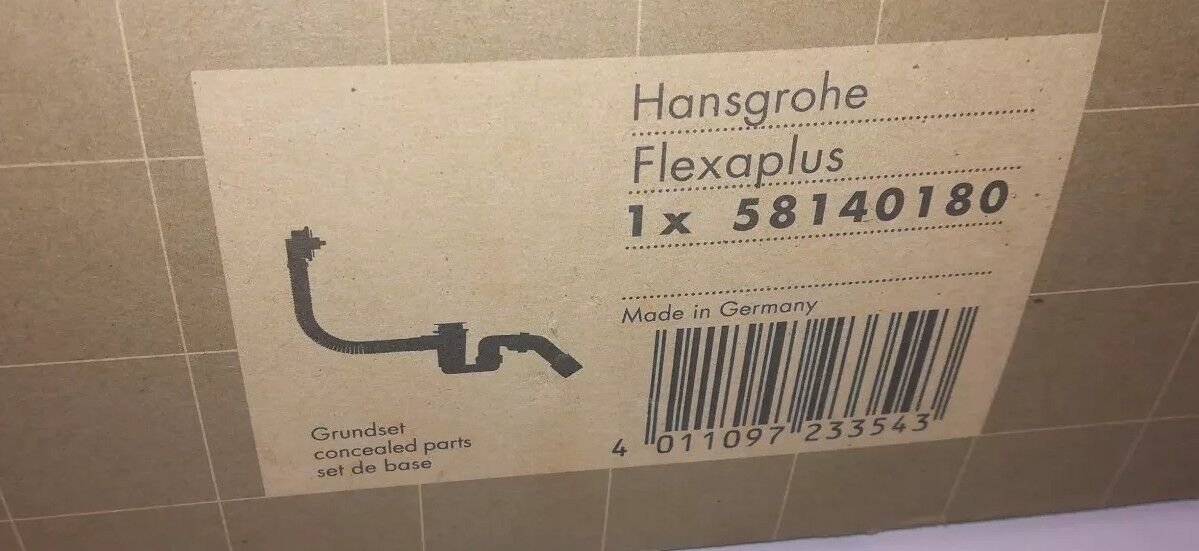 Hansgrohe
Flexaplus
1x 58140180
Made in Germany
4 011097 233543
Grundset
concealed parts
set de base